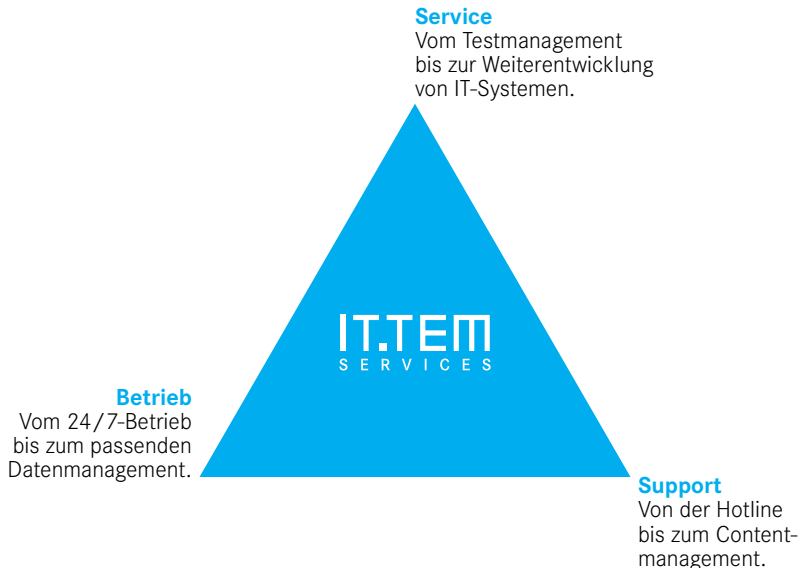 Service
Vom Testmanagement
bis zur Weiterentwicklung
von IT-Systemen.
IT.TEM
SERVICES
Betrieb
Vom 24/7-Betrieb
bis zum passenden
Datenmanagement.
Support
Von der Hotline
bis zum Content-
management.